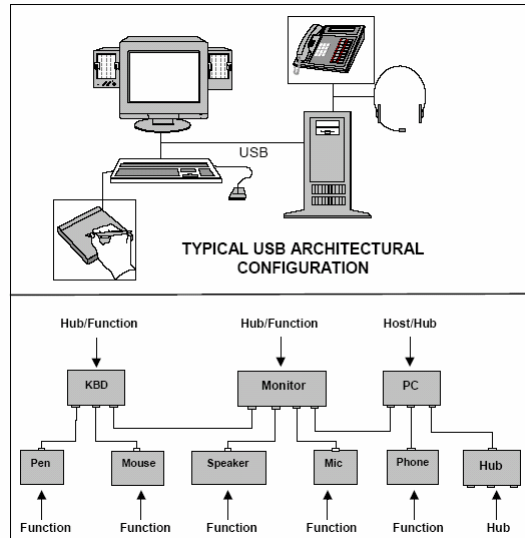 USB
TYPICAL USB ARCHITECTURAL
CONFIGURATION
Hub/Function Hub/Function Host/Hub
KBD Monitor PC
Pen Mouse Speaker Mic Phone Hub
Function Function Function Function Function Hub